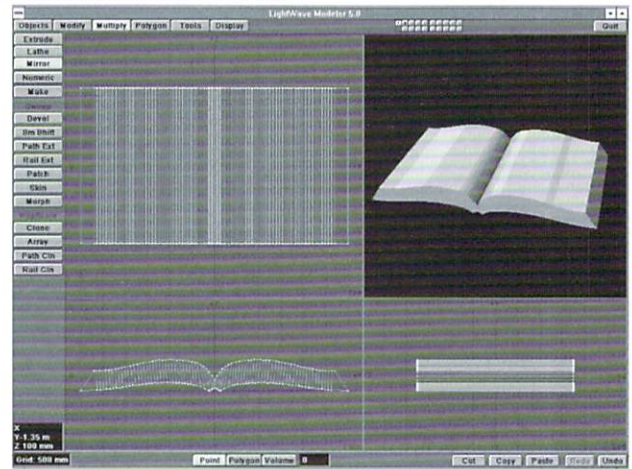 LightWave Modeler 5.0
Objects Modify Multiply Polygon Tools Display Quit
Extrude
Lathe
Mirror
Numeric
Make
Bevel
Sm Shift
Path Ext
Rail Ext
Patch
Skin
Morph
Clone
Array
Path Cln
Rail Cln
X
Y-1.35 m
Z 100 mm
Grid: 500 mm Point Polygon Volume 0 Cut Copy Paste Redo Undo